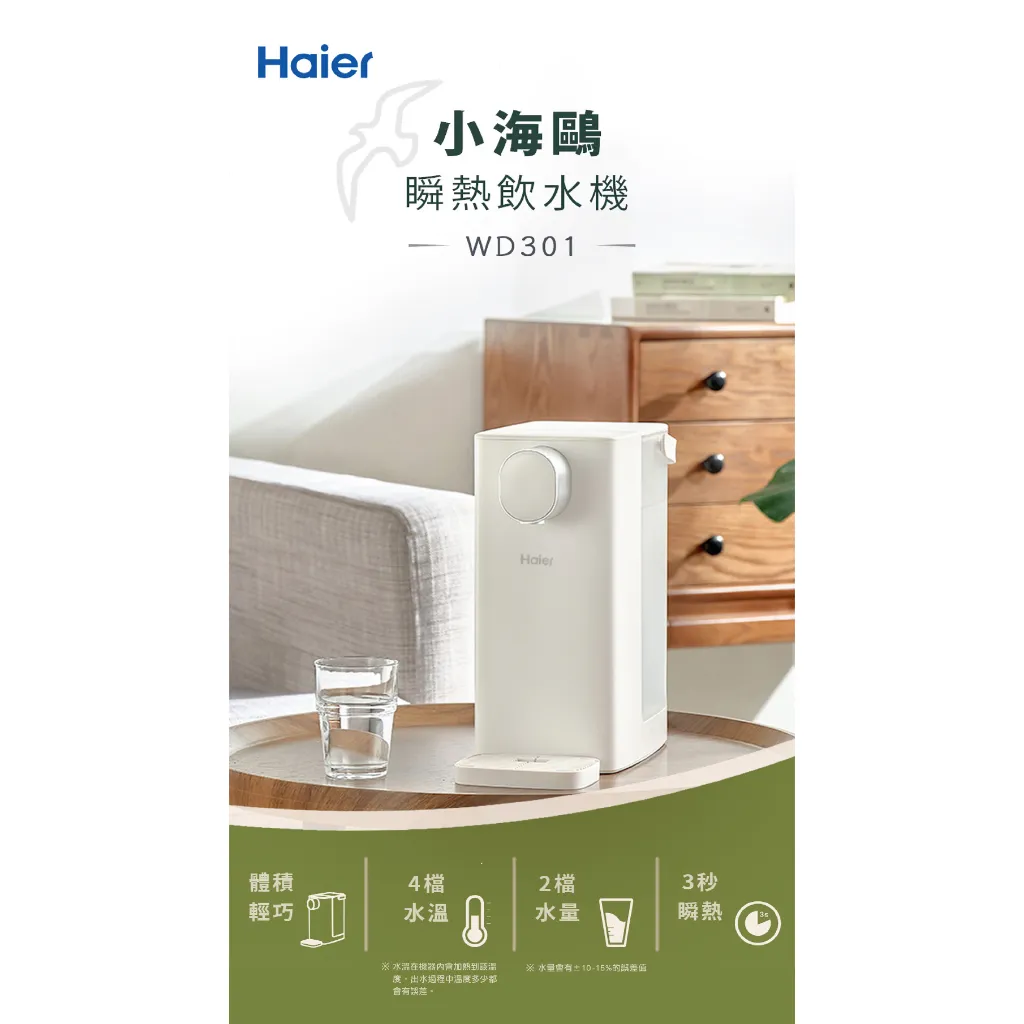 Haier
小海鷗
瞬熱飲水機
WD301
Haier
體積
輕巧
4檔
水溫
2檔
水量
3秒
瞬熱
3s
※ 水溫在機器內會加熱到該溫
度，出水過程中溫度多少都
會有誤差。
※ 水量會有±10-15%的誤差值